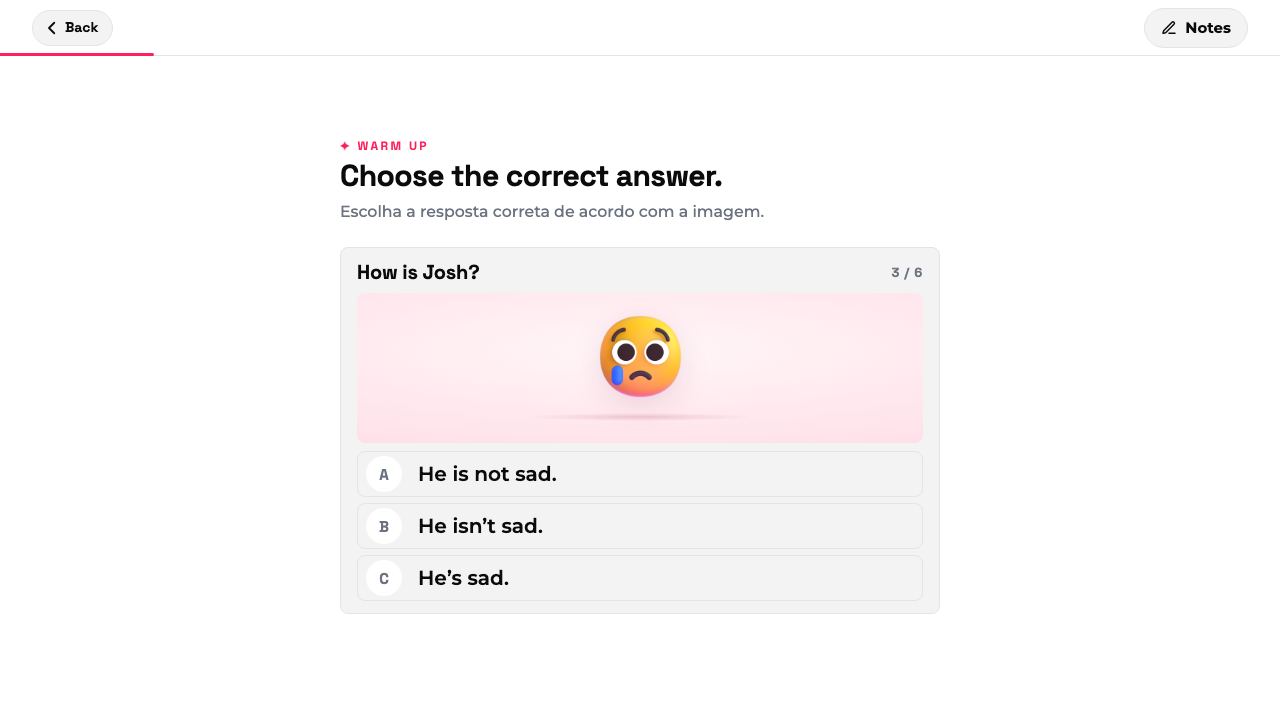 Back
Notes
WARM UP
Choose the correct answer.
Escolha a resposta correta de acordo com a imagem.
How is Josh?
3 / 6
A He is not sad.
B He isn’t sad.
C He’s sad.